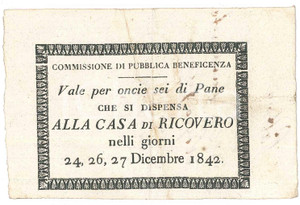 COMMISSIONE DI PUBBLICA BENEFICENZA
Vale per oncie sei di Pane
CHE SI DISPENSA
ALLA CASA DI RICOVERO
nelli giorni
24, 26, 27 Dicembre 1842.